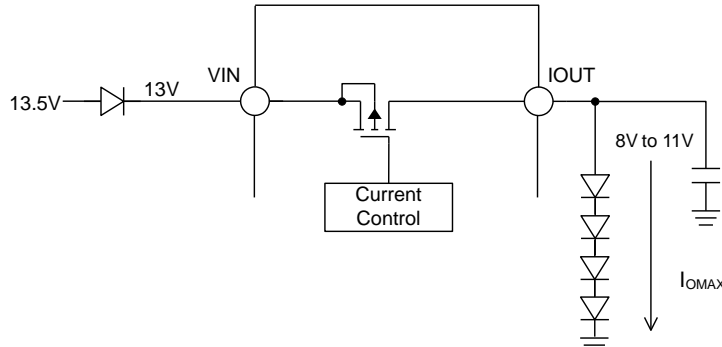 VIN
IOUT
13.5V
13V
8V to 11V
Current
Control
IOMAX